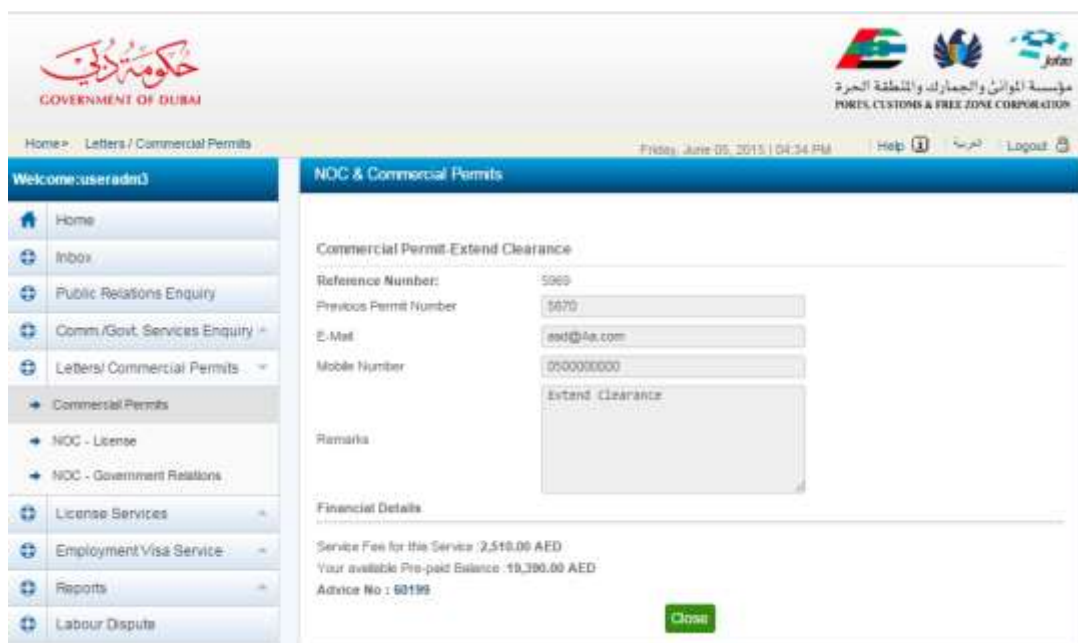 حكومة دبي
GOVERNMENT OF DUBAI
Jafza
مؤسسة الموانئ والجمارك والمنطقة الحرة
PORTS, CUSTOMS & FREE ZONE CORPORATION
Home> Letters / Commercial Permits
Friday, June 05, 2015 | 04:34 PM
Help العربية Logout
Welcome:useradm3
NOC & Commercial Permits
Home
Inbox
Public Relations Enquiry
Comm./Govt. Services Enquiry
Letters/ Commercial Permits
Commercial Permits
NOC - License
NOC - Government Relations
License Services
Employment Visa Service
Reports
Labour Dispute
Commercial Permit-Extend Clearance
Reference Number: 5969
Previous Permit Number 5870
E-Mail
Mobile Number 0500000000
Remarks Extend Clearance
Financial Details
Service Fee for this Service :2,510.00 AED
Your available Pre-paid Balance :19,390.00 AED
Advice No : 60199
Close